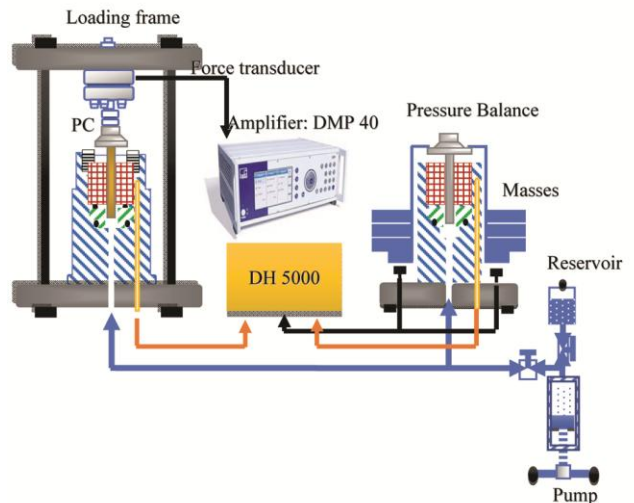 Loading frame
Force transducer
PC
Amplifier: DMP 40
Pressure Balance
Masses
DH 5000
Reservoir
Pump